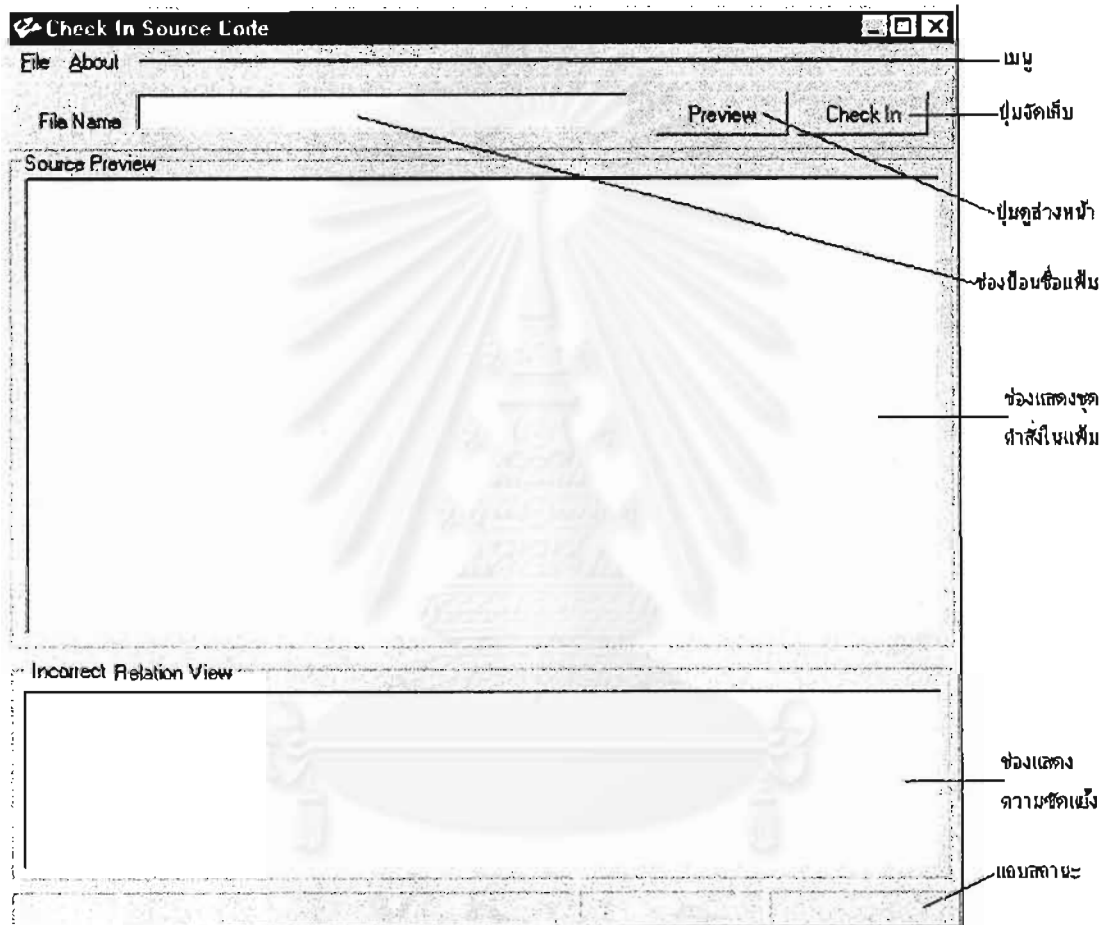 Check In Source Code
File About
เมนู
File Name
Preview
Check In
ปุ่มจัดเก็บ
Source Preview
ปุ่มดูล่วงหน้า
ช่องป้อนชื่อแฟ้ม
ช่องแสดงชุด
คำสั่งในแฟ้ม
Incorrect Relation View
ช่องแสดง
ความขัดแย้ง
แถบสถานะ